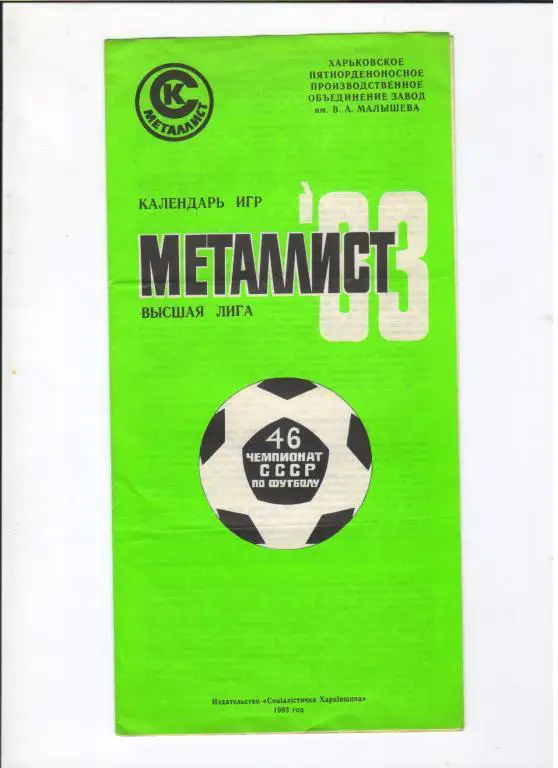 СК
МЕТАЛЛИСТ
ХАРЬКОВСКОЕ
ПЯТИОРДЕНОНОСНОЕ
ПРОИЗВОДСТВЕННОЕ
ОБЪЕДИНЕНИЕ ЗАВОД
им. В. А. МАЛЫШЕВА
КАЛЕНДАРЬ ИГР
'83
МЕТАЛЛИСТ
ВЫСШАЯ ЛИГА
46
ЧЕМПИОНАТ
СССР
ПО ФУТБОЛУ
Издательство «Соціалістична Харківщина»
1983 год